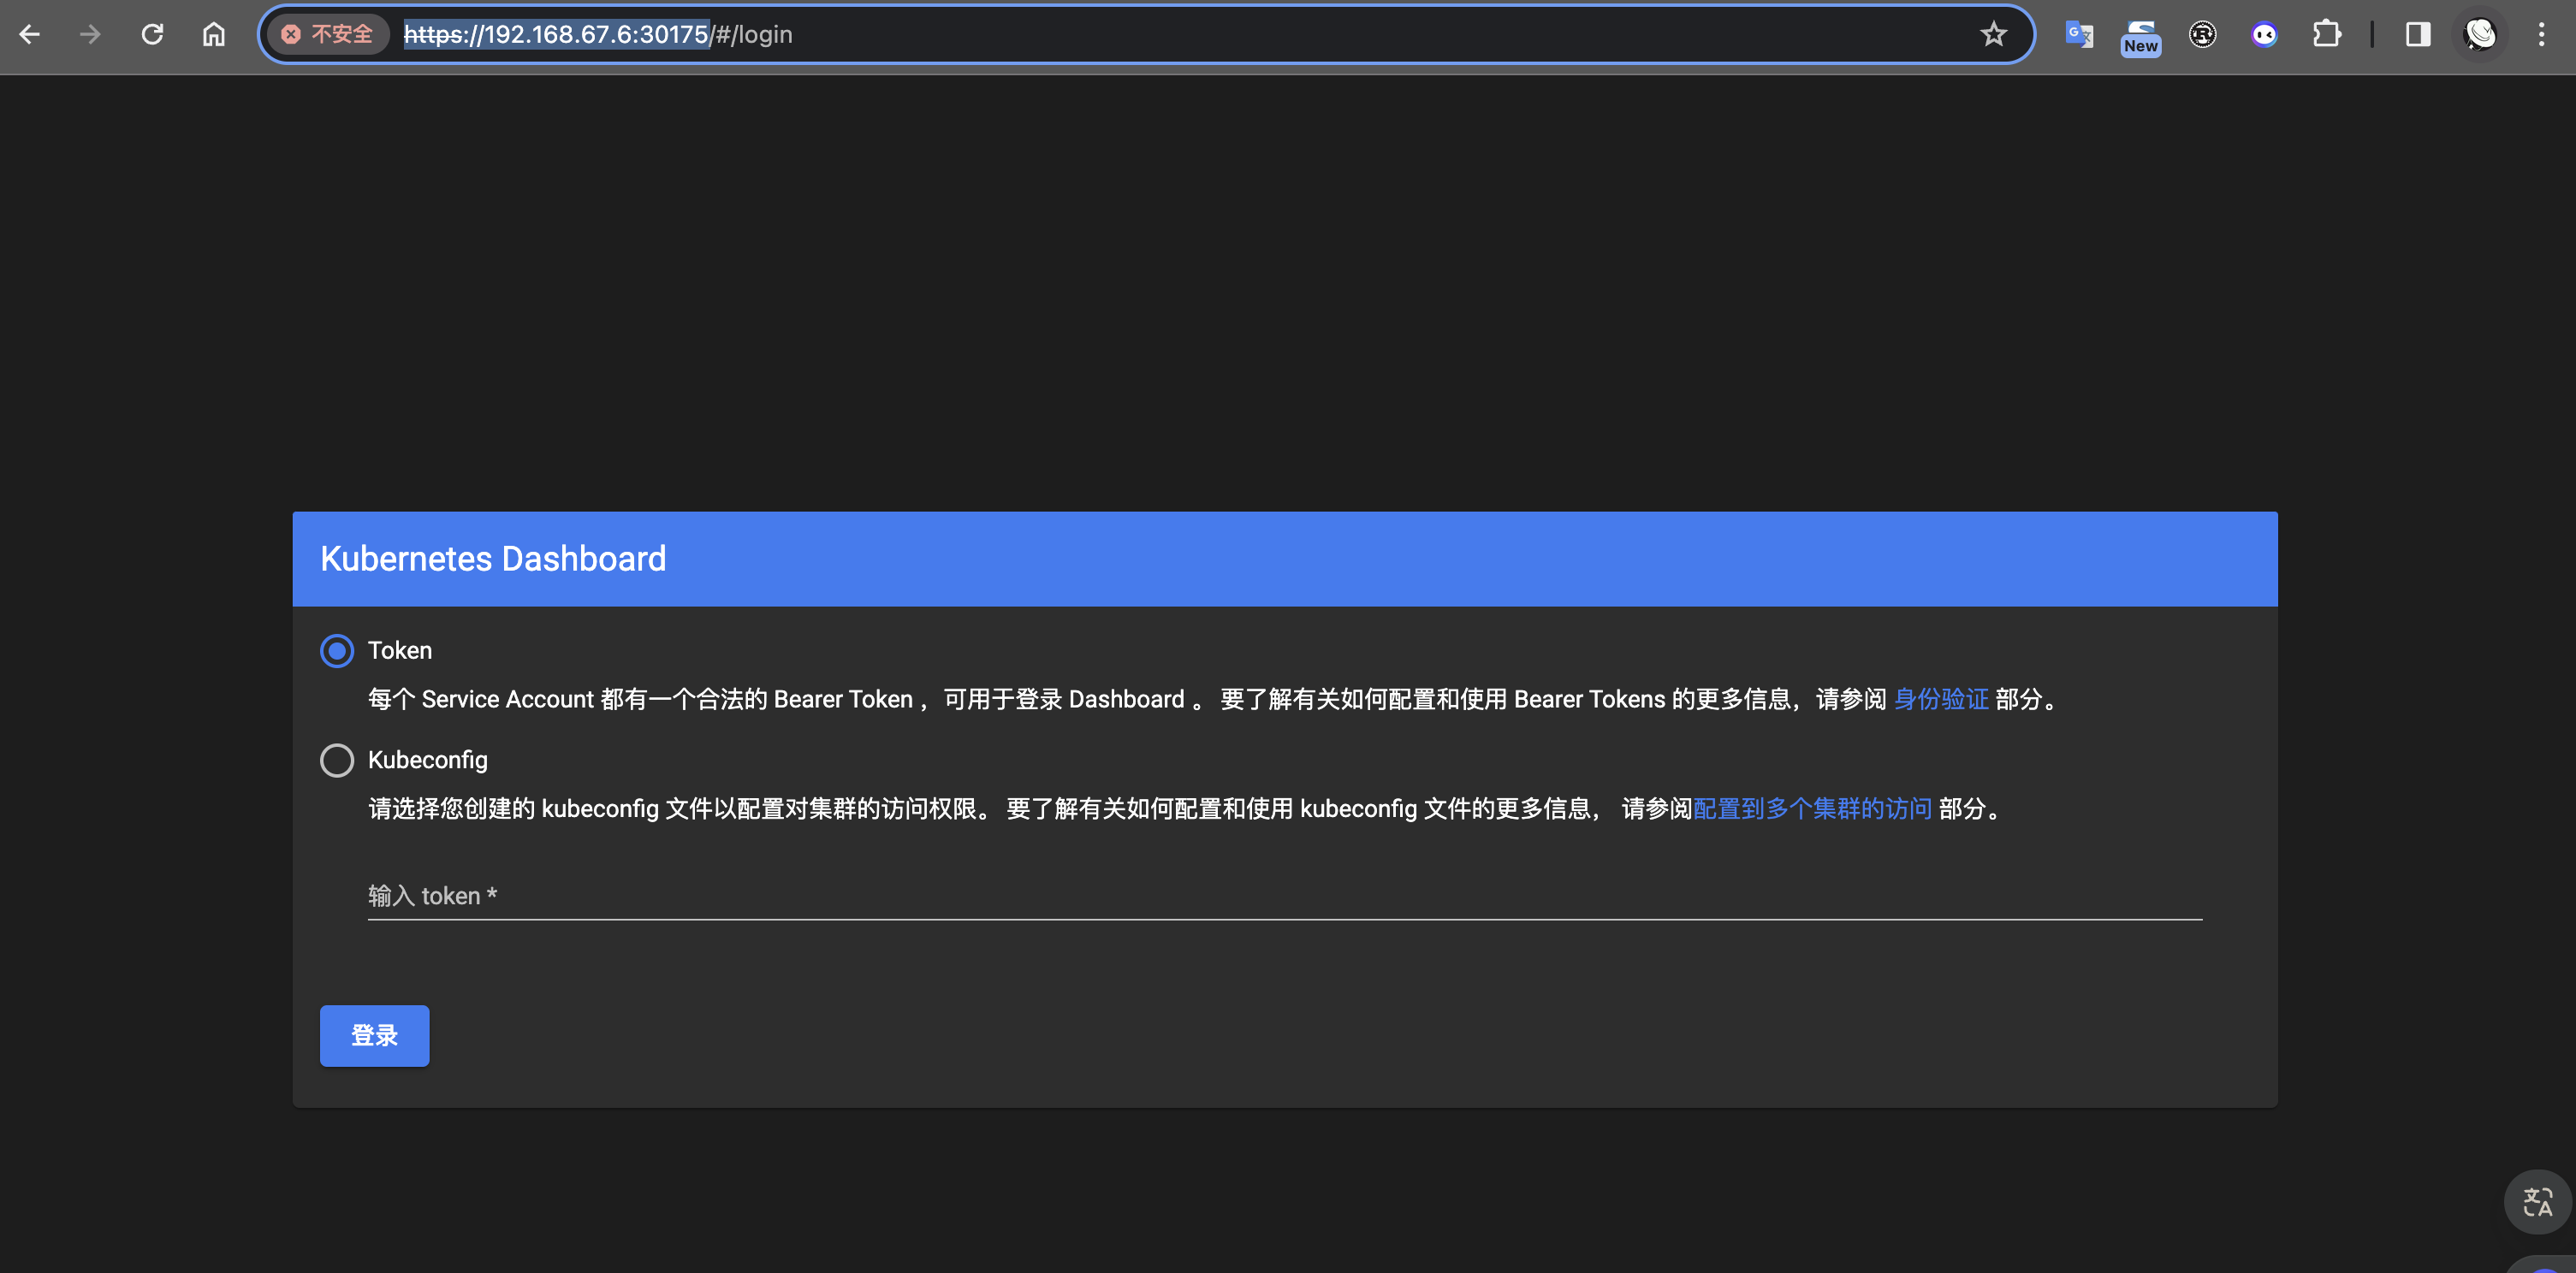 不安全 https://192.168.67.6:30175/#/login
New
Kubernetes Dashboard
Token
每个 Service Account 都有一个合法的 Bearer Token ，可用于登录 Dashboard 。 要了解有关如何配置和使用 Bearer Tokens 的更多信息，请参阅 身份验证 部分。
Kubeconfig
请选择您创建的 kubeconfig 文件以配置对集群的访问权限。 要了解有关如何配置和使用 kubeconfig 文件的更多信息， 请参阅配置到多个集群的访问 部分。
输入 token *
登录